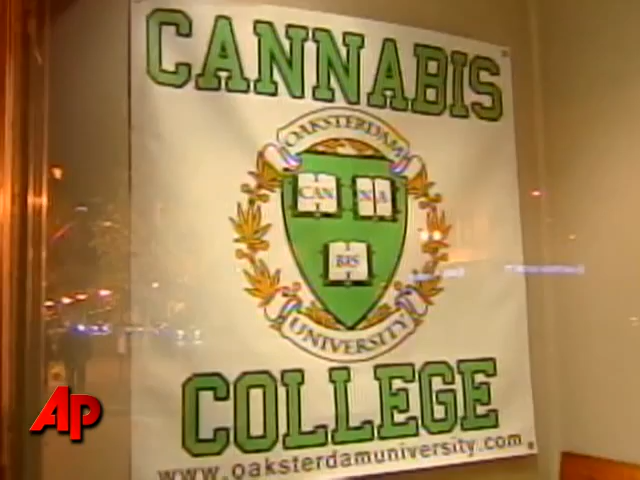 CANNABIS
OAKSTERDAM
CAN NA
BIS
UNIVERSITY
COLLEGE
www.oaksterdamuniversity.com
AP